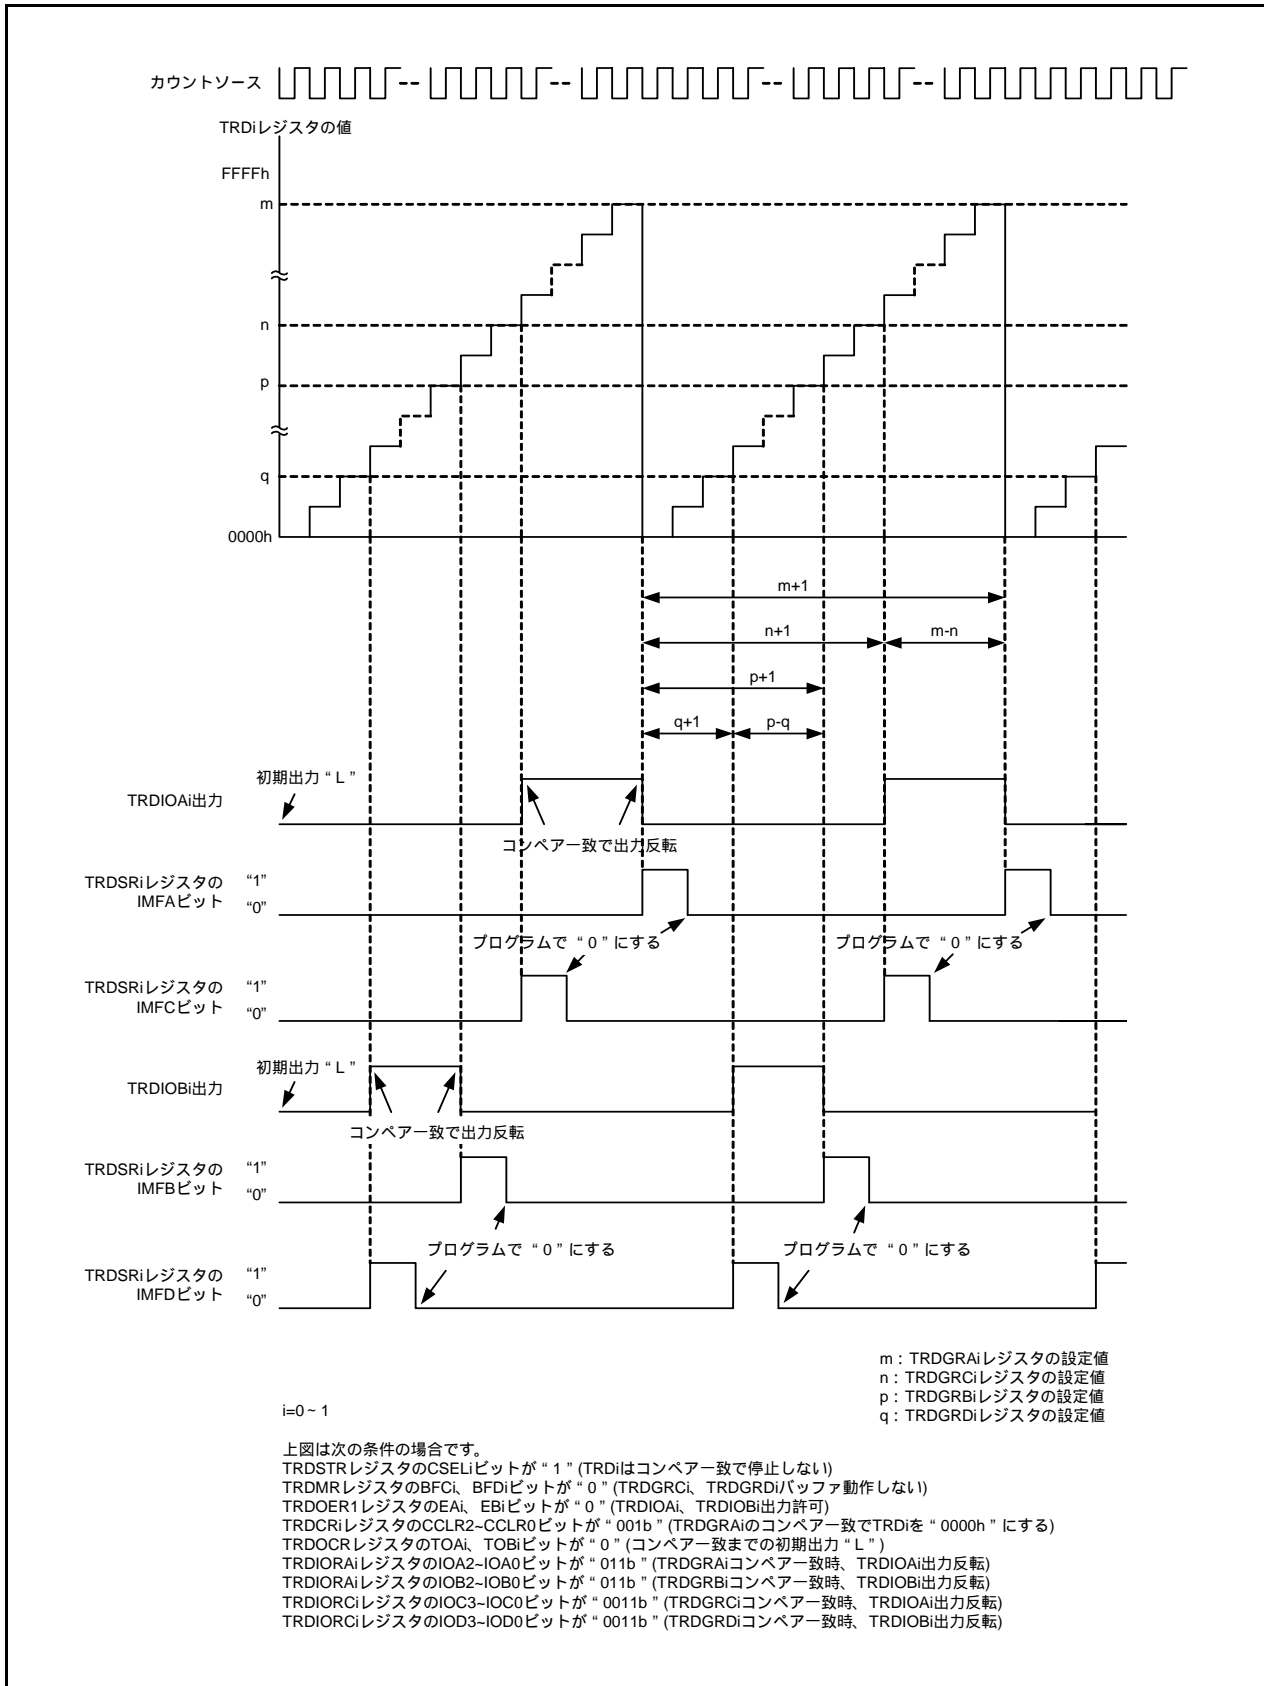 カウントソース
TRDiレジスタの値
FFFFh
m
n
p
q
0000h
m+1
n+1 m-n
p+1
q+1 p-q
初期出力“L”
TRDIOAi出力
コンペア一致で出力反転
TRDSRiレジスタの “1”
IMFAビット “0”
プログラムで “0”にする プログラムで “0”にする
TRDSRiレジスタの “1”
IMFCビット “0”
初期出力“L”
TRDIOBi出力
コンペア一致で出力反転
TRDSRiレジスタの “1”
IMFBビット “0”
プログラムで “0”にする プログラムで “0”にする
TRDSRiレジスタの “1”
IMFDビット “0”
m : TRDGRAiレジスタの設定値
n : TRDGRCiレジスタの設定値
p : TRDGRBiレジスタの設定値
q : TRDGRDiレジスタの設定値
i=0~1
上図は次の条件の場合です。
TRDSTRレジスタのCSELiビットが“1”(TRDiはコンペア一致で停止しない)
TRDMRレジスタのBFCi、BFDiビットが“0”(TRDGRCi、TRDGRDiバッファ動作しない)
TRDOER1レジスタのEAi、EBiビットが“0”(TRDIOAi、TRDIOBi出力許可)
TRDCRiレジスタのCCLR2~CCLR0ビットが“001b”(TRDGRAiのコンペア一致でTRDiを“0000h”にする)
TRDOCRレジスタのTOAi、TOBiビットが“0”(コンペア一致までの初期出力“L”)
TRDIORAiレジスタのIOA2~IOA0ビットが“011b”(TRDGRAiコンペア一致時、TRDIOAi出力反転)
TRDIORAiレジスタのIOB2~IOB0ビットが“011b”(TRDGRBiコンペア一致時、TRDIOBi出力反転)
TRDIORCiレジスタのIOC3~IOC0ビットが“0011b”(TRDGRCiコンペア一致時、TRDIOAi出力反転)
TRDIORCiレジスタのIOD3~IOD0ビットが“0011b”(TRDGRDiコンペア一致時、TRDIOBi出力反転)